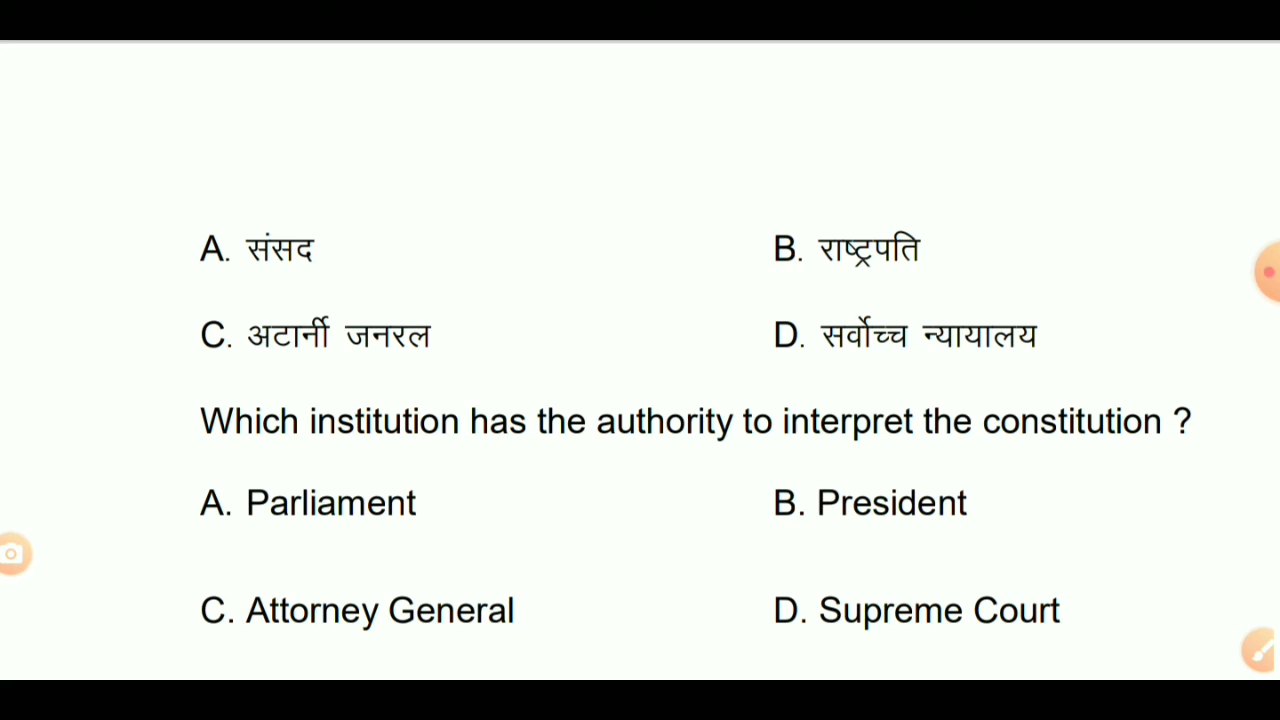 A. संसद B. राष्ट्रपति
C. अटार्नी जनरल D. सर्वोच्च न्यायालय
Which institution has the authority to interpret the constitution ?
A. Parliament B. President
C. Attorney General D. Supreme Court